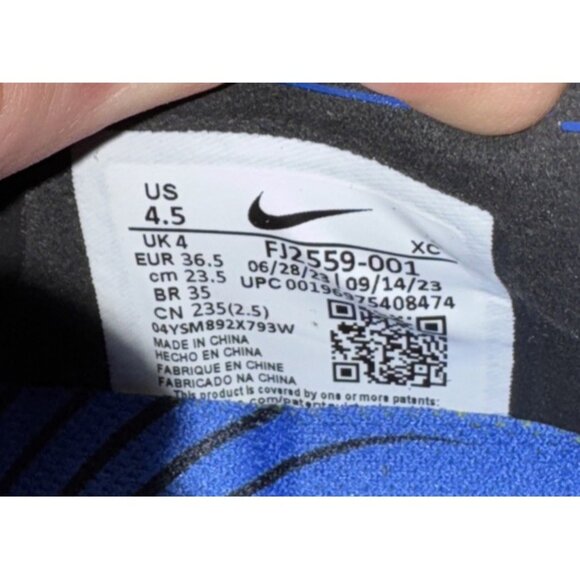 US
4.5
UK 4
EUR 36.5
cm 23.5
BR 35
CN 235(2.5)
04YSM892X793W
MADE IN CHINA
HECHO EN CHINA
FABRIQUE EN CHINE
FABRICADO NA CHINA
This product is covered by one or more patents
XC
FJ2559-001
06/28/23 | 09/14/23
UPC 00196975408474